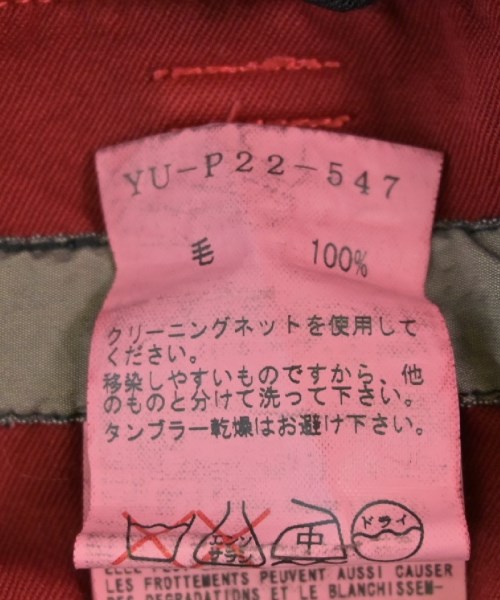 YU-P22-547
毛 100%
クリーニングネットを使用して
ください。
移染しやすいものですから、他
のものと分けて洗って下さい。
タンブラー乾燥はお避け下さい。
エンソ 中 ドライ
サラシ
LES FROTTEMENTS PEUVENT AUSSI CAUSER
DES DEGRADATIONS ET LE BLANCHISSEM-